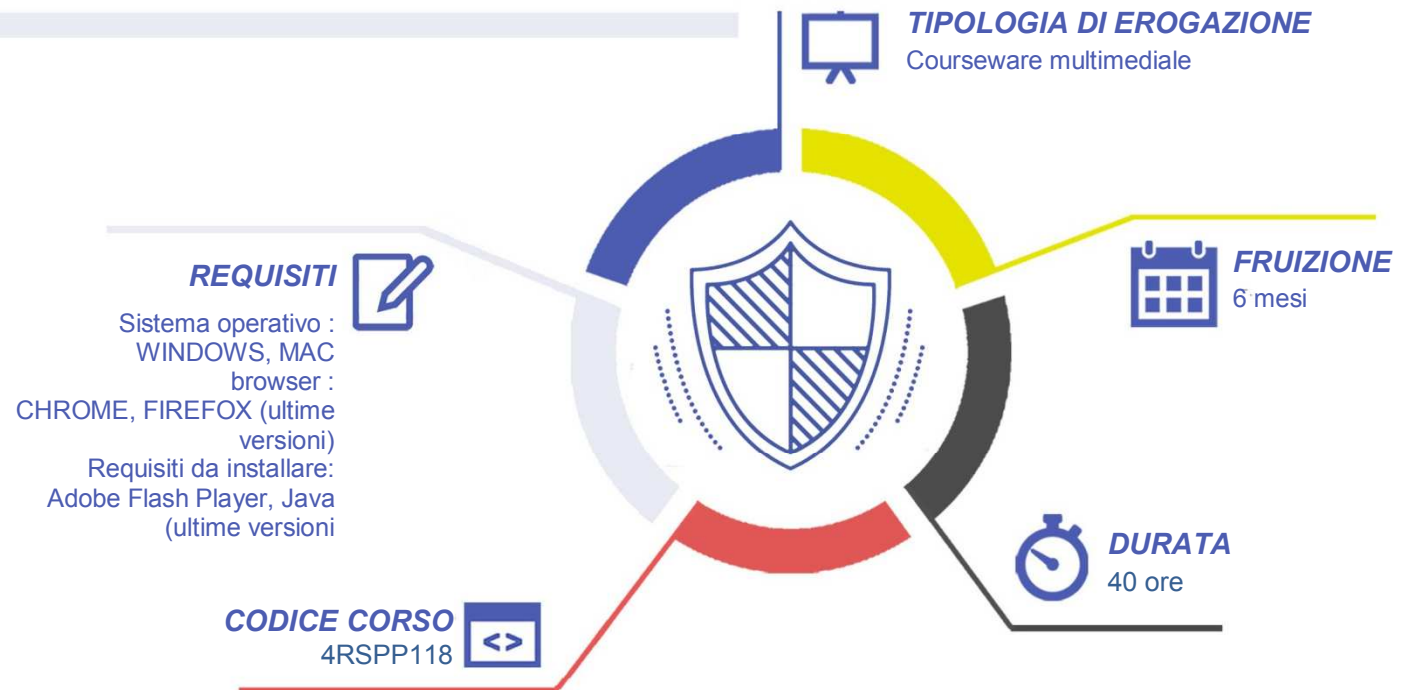 TIPOLOGIA DI EROGAZIONE
Courseware multimediale
REQUISITI
Sistema operativo :
WINDOWS, MAC
browser :
CHROME, FIREFOX (ultime
versioni)
Requisiti da installare:
Adobe Flash Player, Java
(ultime versioni
FRUIZIONE
6 mesi
DURATA
40 ore
CODICE CORSO
4RSPP118
<>